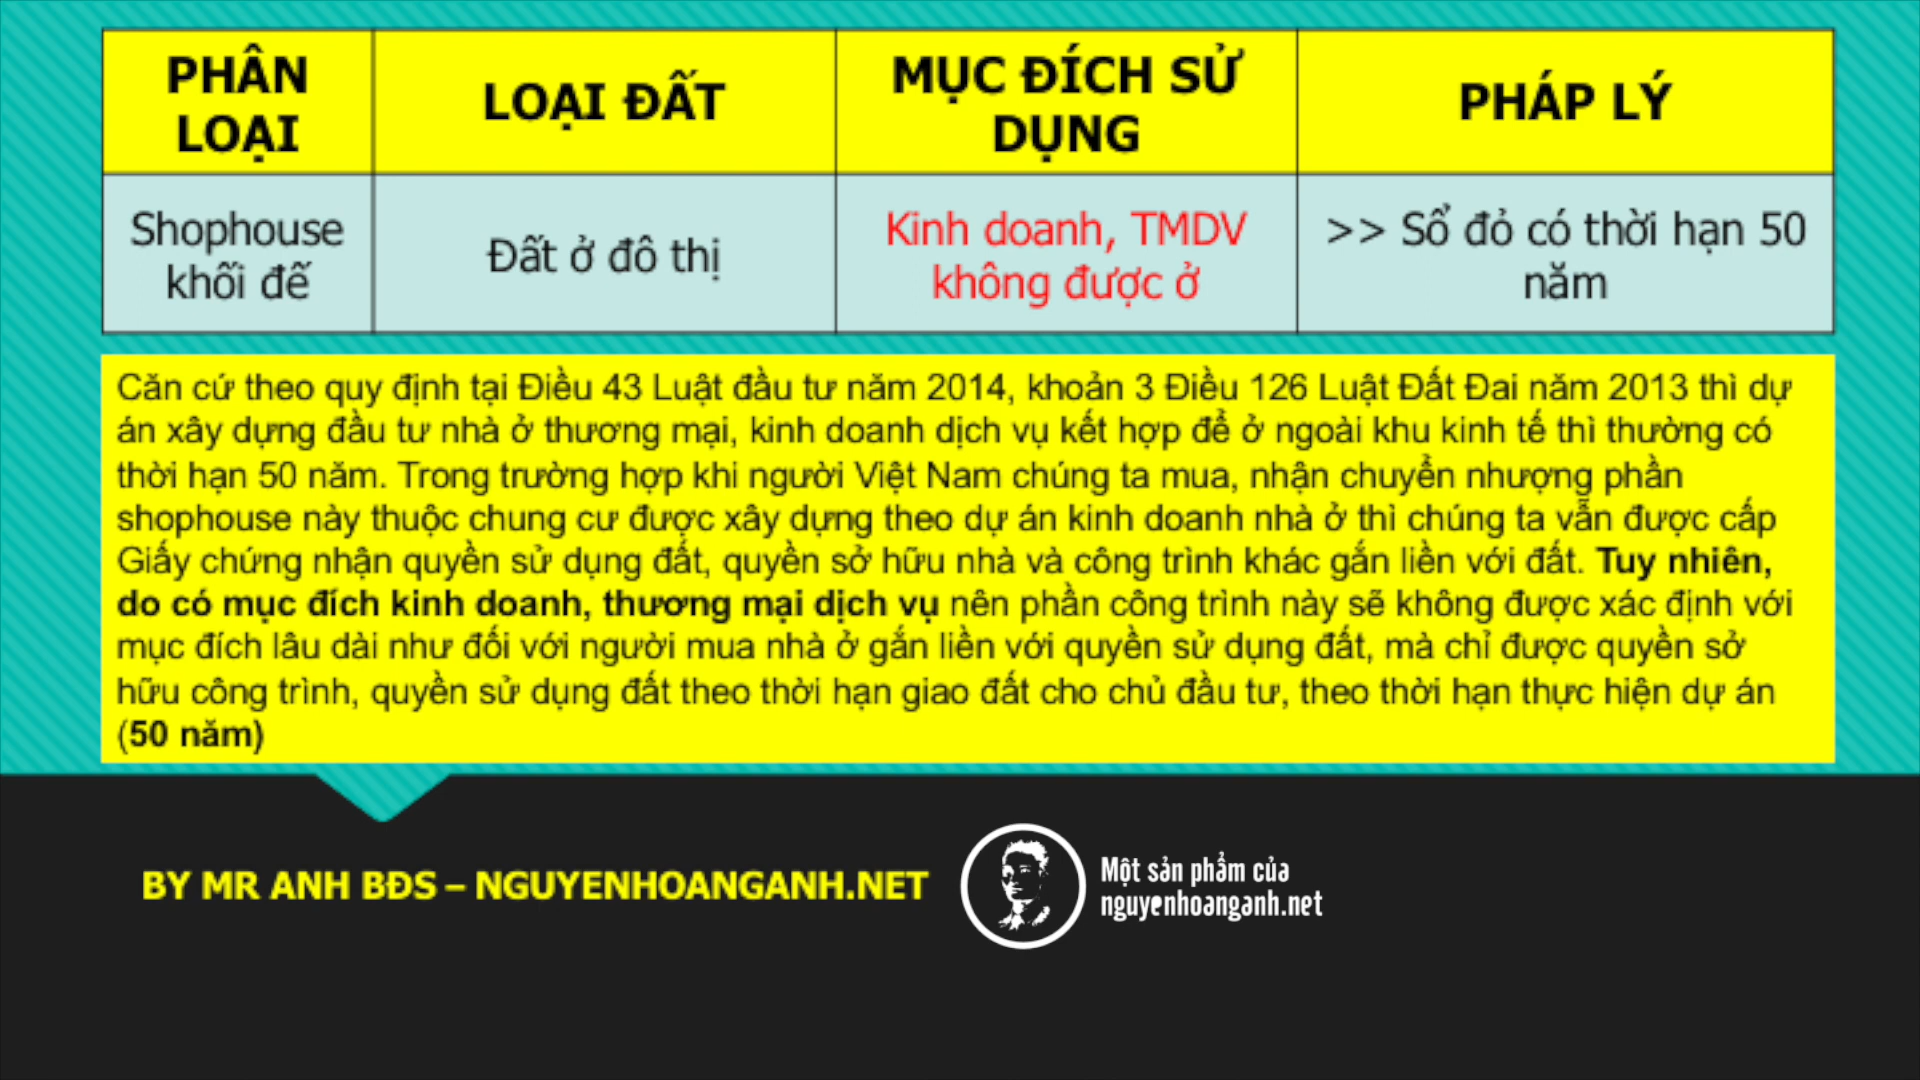 PHÂN LOẠI
LOẠI ĐẤT
MỤC ĐÍCH SỬ DỤNG
PHÁP LÝ
Shophouse khối đế
Đất ở đô thị
Kinh doanh, TMDV không được ở
>> Sổ đỏ có thời hạn 50 năm
Căn cứ theo quy định tại Điều 43 Luật đầu tư năm 2014, khoản 3 Điều 126 Luật Đất Đai năm 2013 thì dự
án xây dựng đầu tư nhà ở thương mại, kinh doanh dịch vụ kết hợp để ở ngoài khu kinh tế thì thường có
thời hạn 50 năm. Trong trường hợp khi người Việt Nam chúng ta mua, nhận chuyển nhượng phần
shophouse này thuộc chung cư được xây dựng theo dự án kinh doanh nhà ở thì chúng ta vẫn được cấp
Giấy chứng nhận quyền sử dụng đất, quyền sở hữu nhà và công trình khác gắn liền với đất. Tuy nhiên,
do có mục đích kinh doanh, thương mại dịch vụ nên phần công trình này sẽ không được xác định với
mục đích lâu dài như đối với người mua nhà ở gắn liền với quyền sử dụng đất, mà chỉ được quyền sở
hữu công trình, quyền sử dụng đất theo thời hạn giao đất cho chủ đầu tư, theo thời hạn thực hiện dự án
(50 năm)
BY MR ANH BĐS – NGUYENHOANGANH.NET
Một sản phẩm của
nguyenhoanganh.net